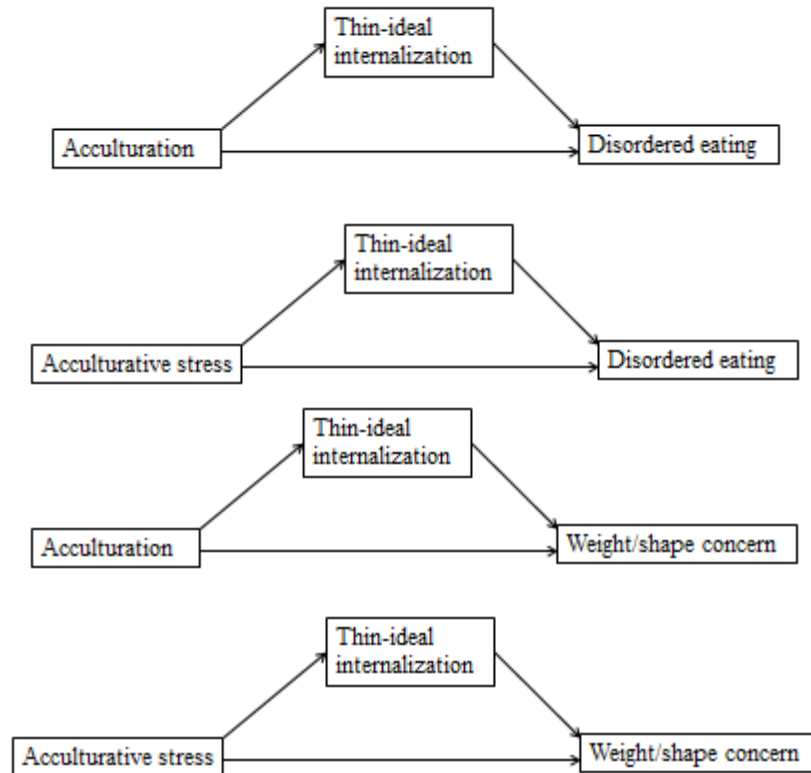 Thin-ideal
internalization
Acculturation
Disordered eating
Thin-ideal
internalization
Acculturative stress
Disordered eating
Thin-ideal
internalization
Acculturation
Weight/shape concern
Thin-ideal
internalization
Acculturative stress
Weight/shape concern